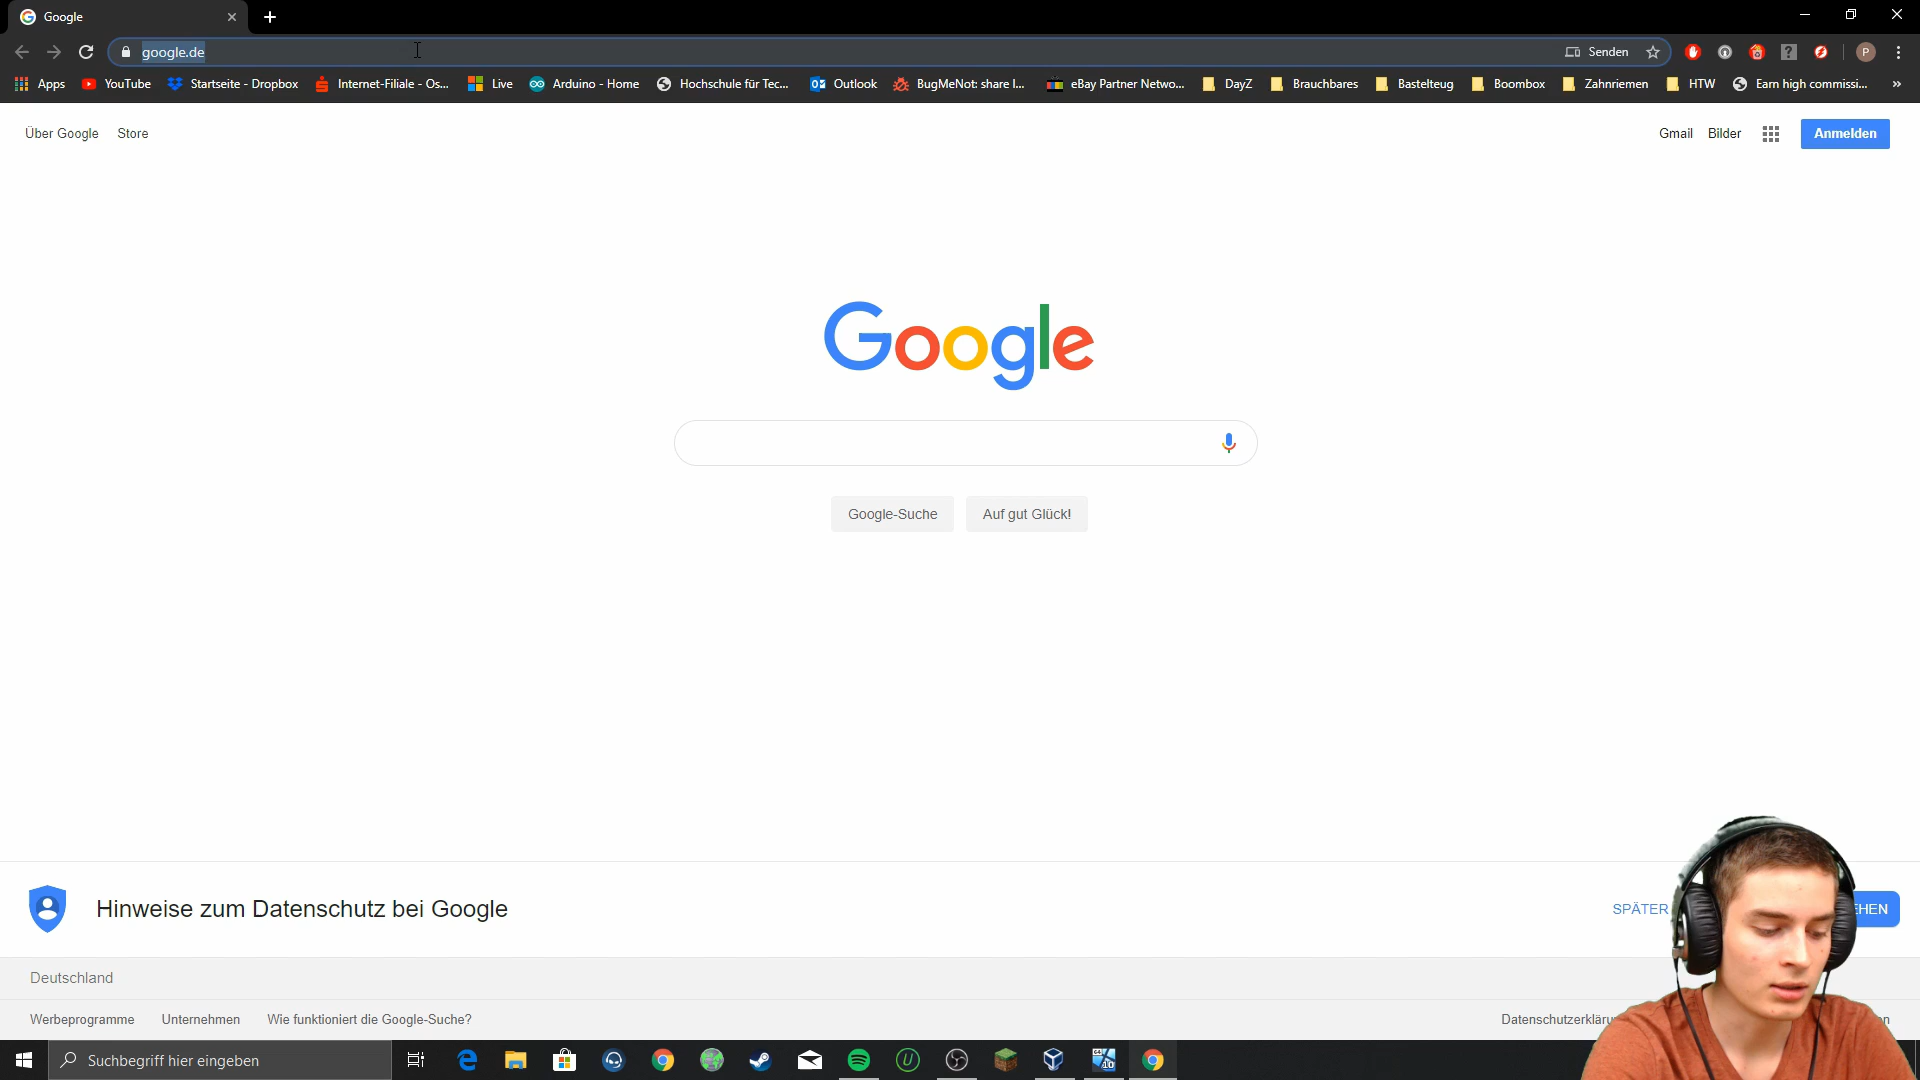 Google
google.de
Senden
P
Apps YouTube Startseite - Dropbox Internet-Filiale - Os... Live Arduino - Home Hochschule für Tec... Outlook BugMeNot: share l... eBay Partner Netwo... DayZ Brauchbares Bastelteug Boombox Zahnriemen HTW Earn high commissi... »
Über Google Store
Gmail Bilder Anmelden
Google
Google-Suche Auf gut Glück!
Hinweise zum Datenschutz bei Google
SPÄTER
Deutschland
Werbeprogramme Unternehmen Wie funktioniert die Google-Suche?
Suchbegriff hier eingeben